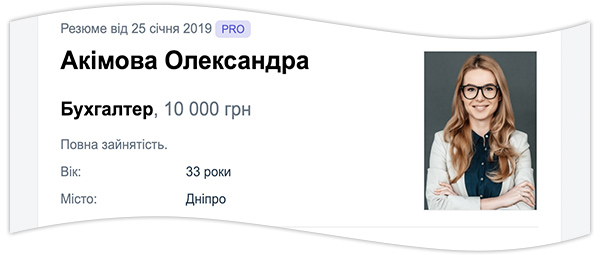 Резюме від 25 січня 2019 PRO
Акімова Олександра
Бухгалтер, 10 000 грн
Повна зайнятість.
Вік: 33 роки
Місто: Дніпро